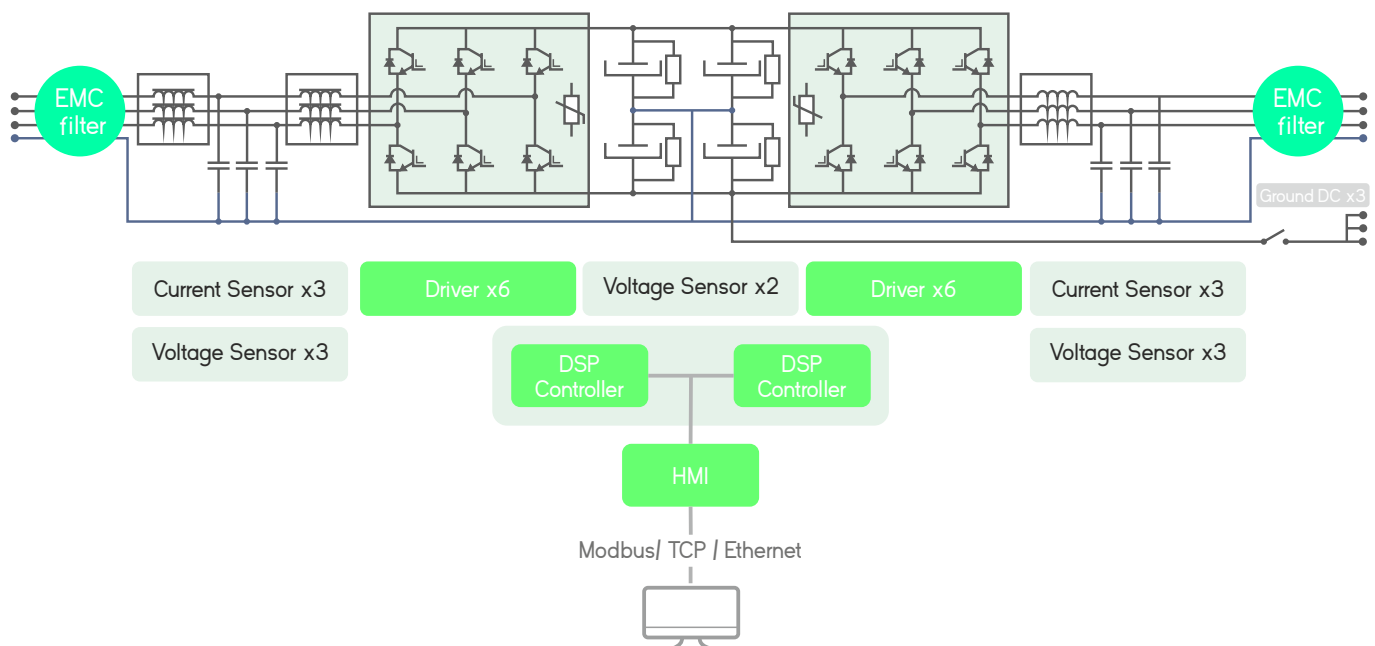 EMC
filter
EMC
filter
Ground DC x3
Current Sensor x3
Driver x6
Voltage Sensor x2
Driver x6
Current Sensor x3
Voltage Sensor x3
Voltage Sensor x3
DSP
Controller
DSP
Controller
HMI
Modbus/ TCP / Ethernet